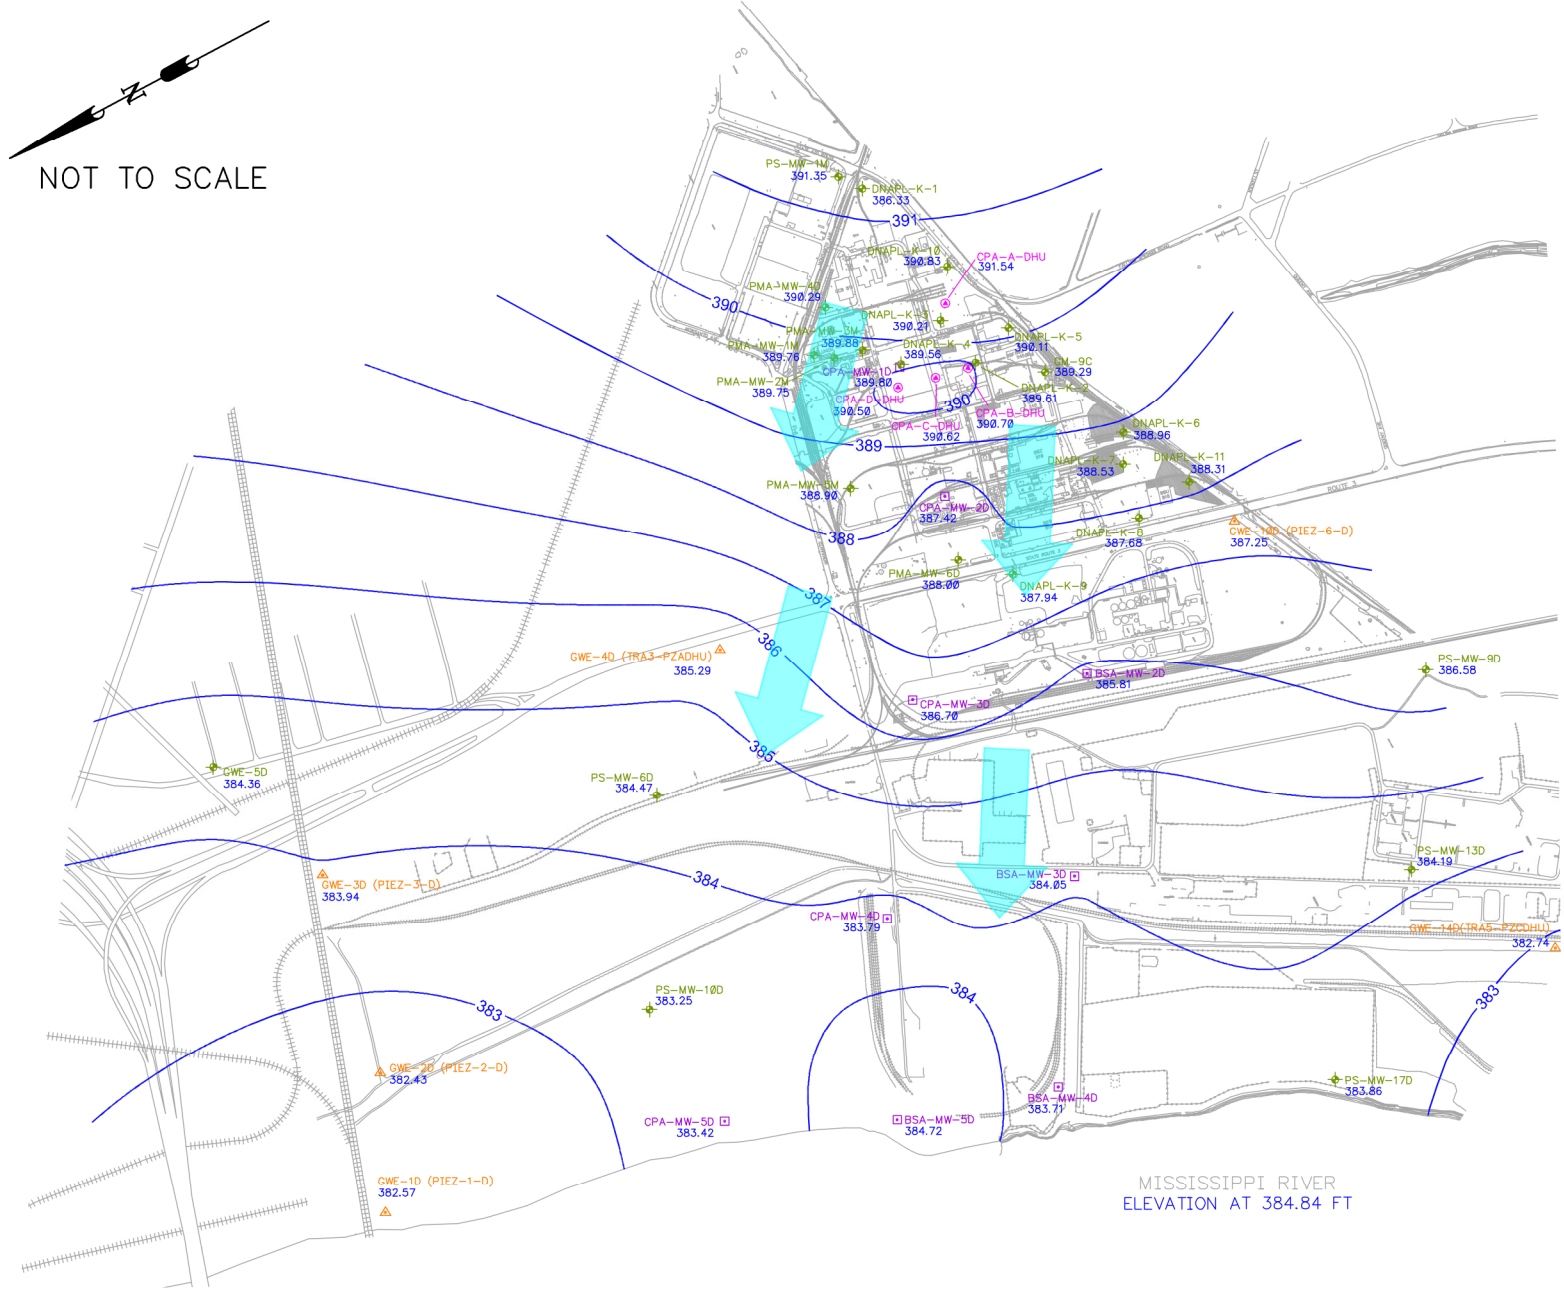 N
NOT TO SCALE
PS-MW-1M
391.35
DNAPL-K-1
386.33
391
DNAPL-K-10
390.83
CPA-A-DHU
391.54
PMA-MW-4D
390.29
390
DNAPL-K-3
390.21
PMA-MW-3M
389.88
DNAPL-K-4
389.56
DNAPL-K-5
390.11
PMA-MW-1M
389.76
GM-9C
389.29
CPA-MW-1D
389.80
PMA-MW-2M
389.75
DNAPL-K-2
389.61
CPA-D-DHU
390.50
390
CPA-B-DHU
390.70
CPA-C-DHU
390.62
389
DNAPL-K-6
388.96
DNAPL-K-7
388.53
DNAPL-K-11
388.31
PMA-MW-5M
388.90
ROUTE 3
CPA-MW-2D
387.42
388
DNAPL-K-8
387.68
GWE-10D (PIEZ-6-D)
387.25
STATE ROUTE 3
PMA-MW-6D
388.00
DNAPL-K-9
387.94
387
386
GWE-4D (TRA3-PZADHU)
385.29
BSA-MW-2D
385.81
PS-MW-9D
386.58
CPA-MW-3D
386.70
385
GWE-5D
384.36
PS-MW-6D
384.47
PS-MW-13D
384.19
GWE-3D (PIEZ-3-D)
383.94
384
BSA-MW-3D
384.05
CPA-MW-4D
383.79
GWE-14D(TRA5-PZCDHU)
382.74
PS-MW-10D
383.25
383
384
383
GWE-2D (PIEZ-2-D)
382.43
PS-MW-17D
383.86
BSA-MW-4D
383.71
CPA-MW-5D
383.42
BSA-MW-5D
384.72
GWE-1D (PIEZ-1-D)
382.57
MISSISSIPPI RIVER
ELEVATION AT 384.84 FT